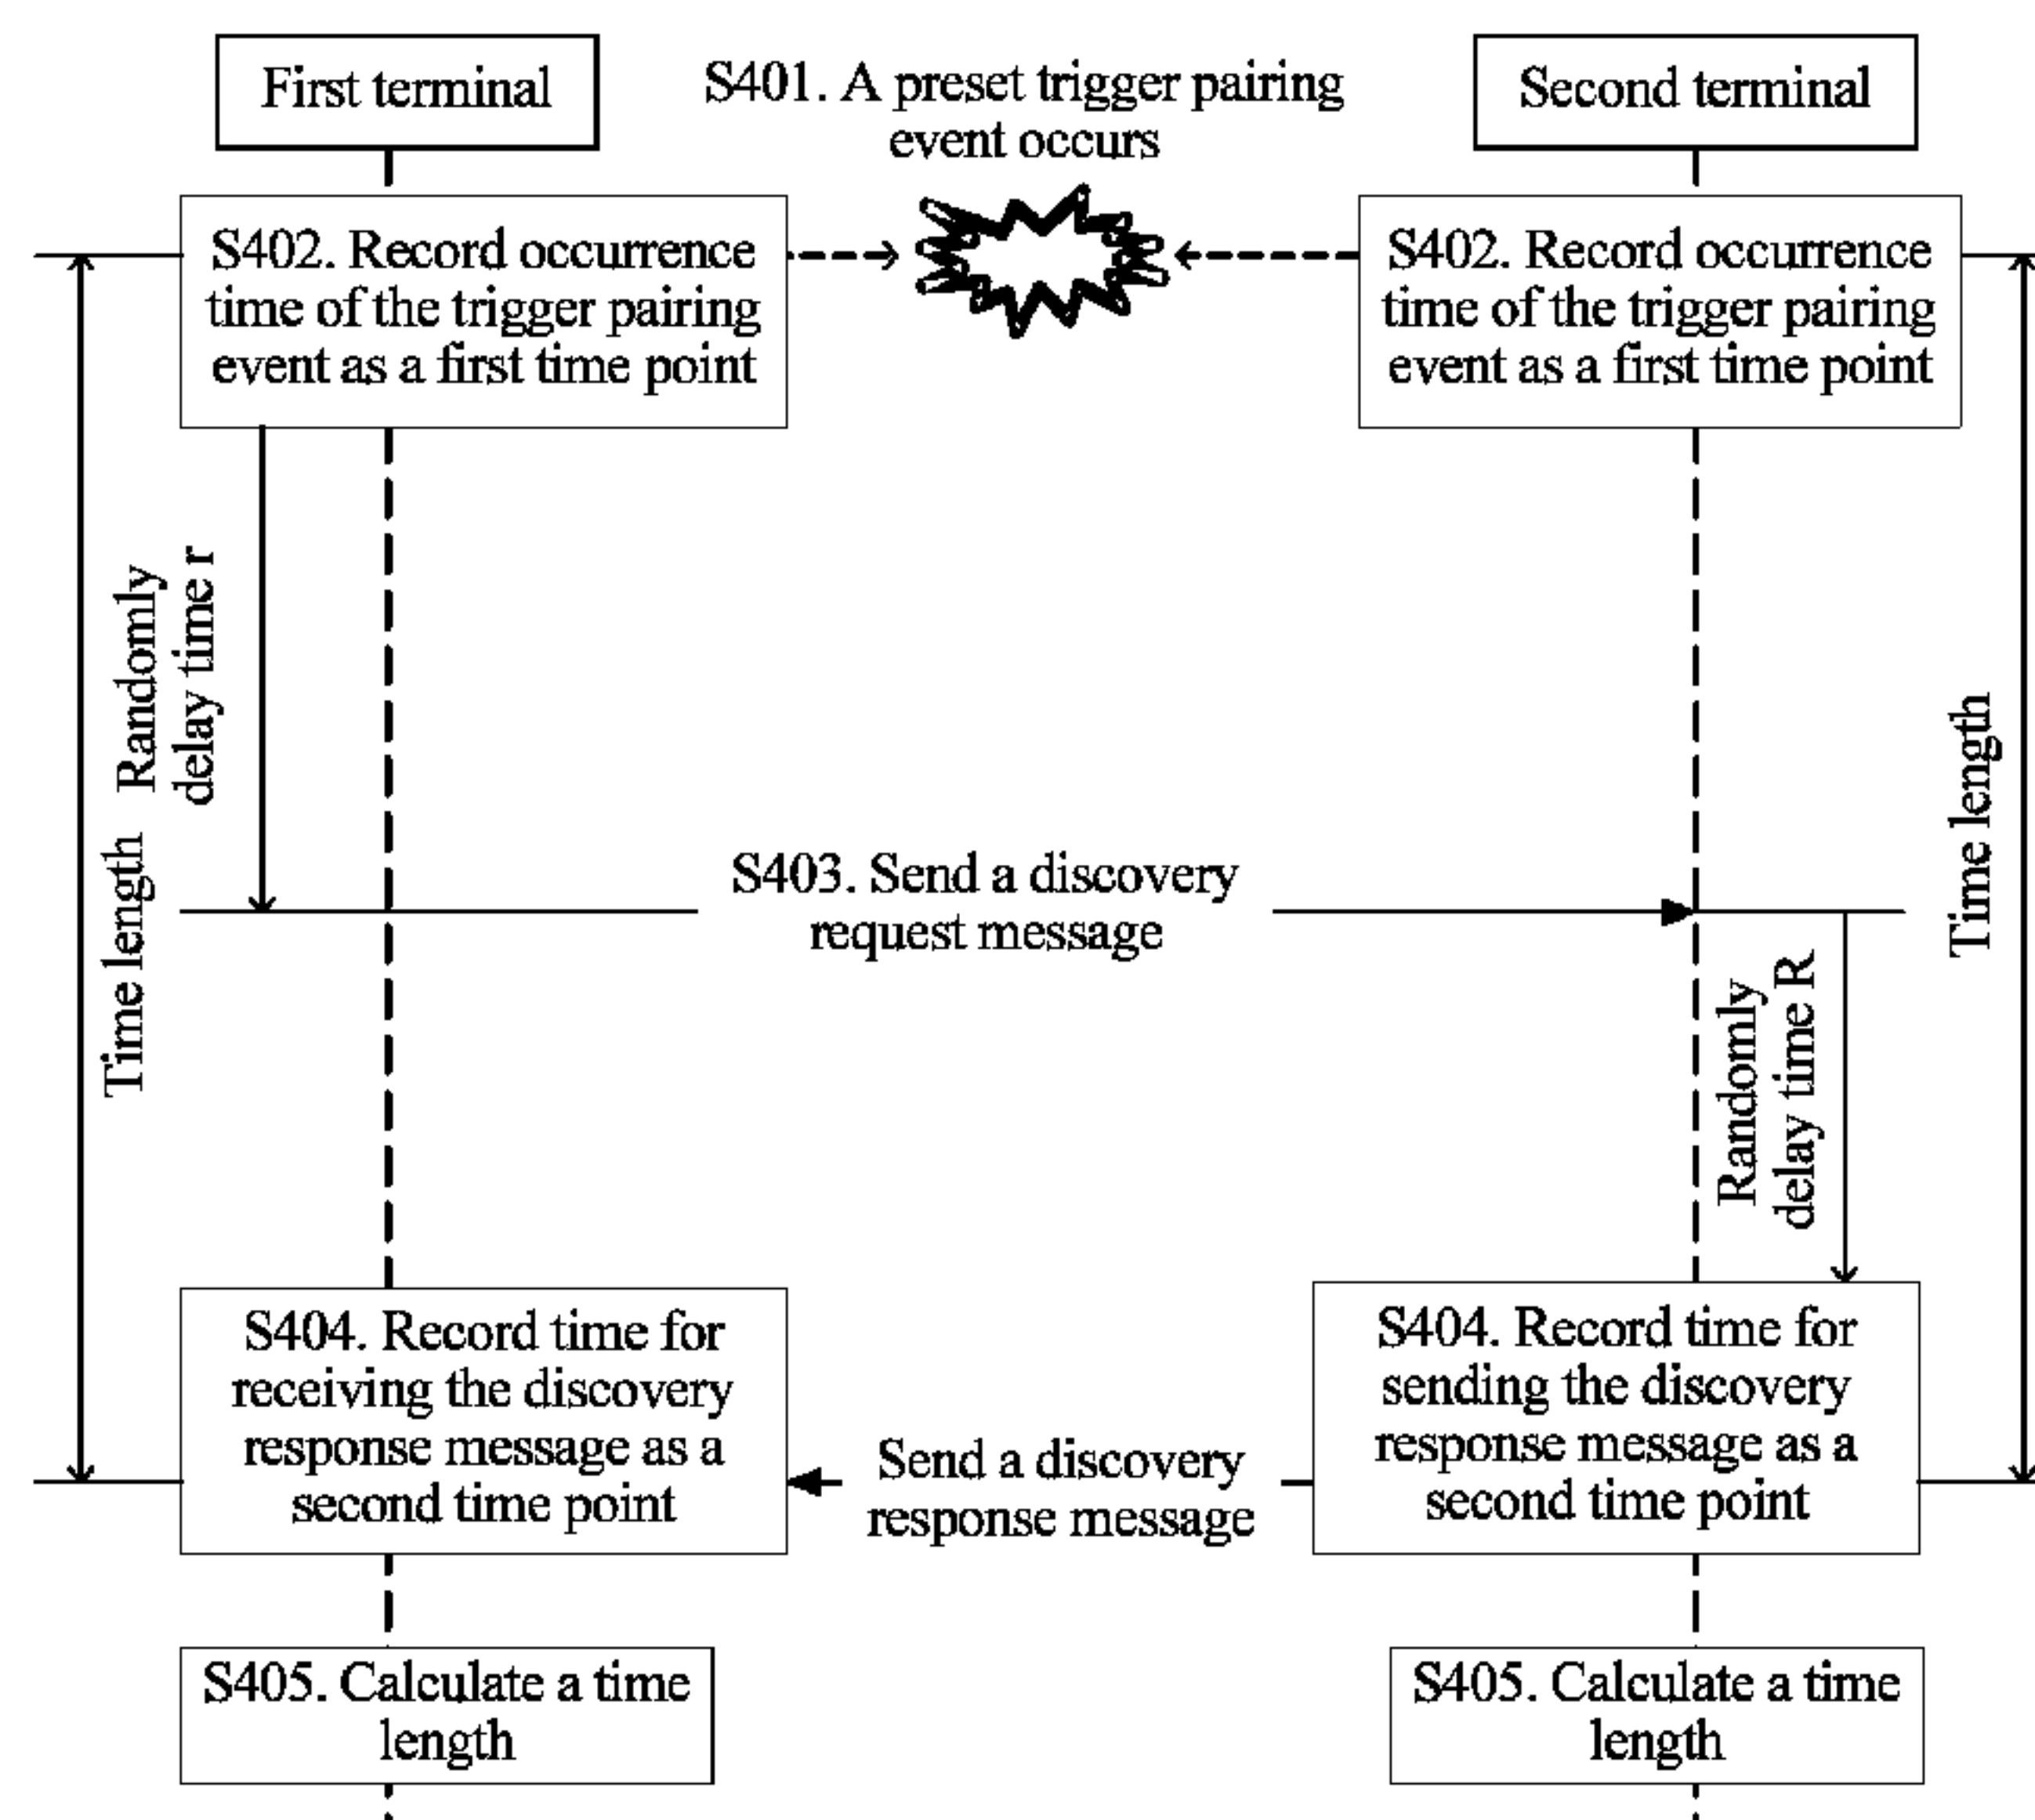 First terminal
S401. A preset trigger pairing
event occurs
Second terminal
S402. Record occurrence
time of the trigger pairing
event as a first time point
S402. Record occurrence
time of the trigger pairing
event as a first time point
Time length
Randomly
delay time r
S403. Send a discovery
request message
Randomly
delay time R
Time length
S404. Record time for
receiving the discovery
response message as a
second time point
Send a discovery
response message
S404. Record time for
sending the discovery
response message as a
second time point
S405. Calculate a time
length
S405. Calculate a time
length